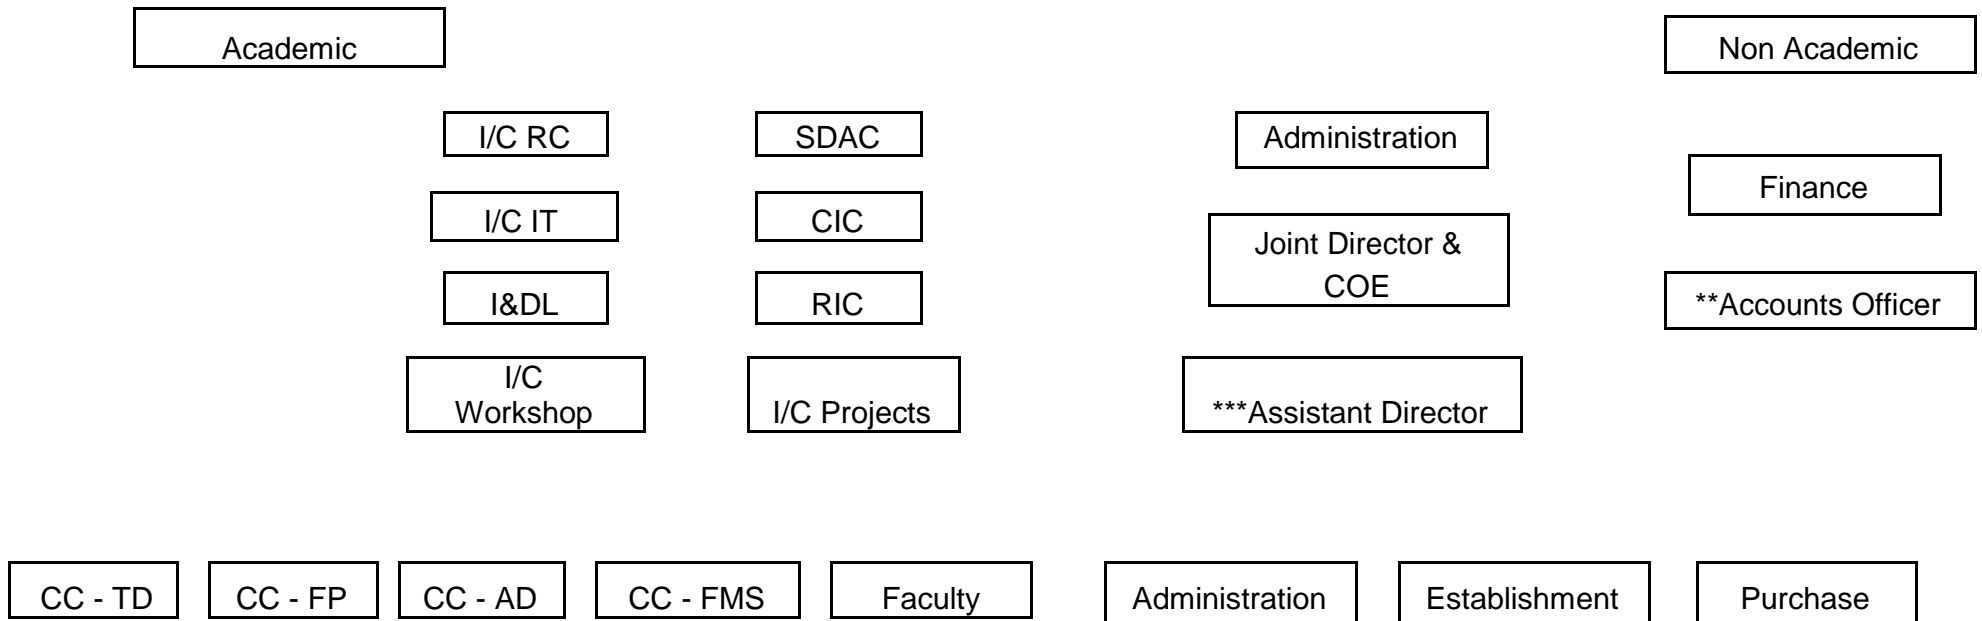 Academic
Non Academic
I/C RC
SDAC
Administration
Finance
I/C IT
CIC
Joint Director &
COE
I&DL
RIC
**Accounts Officer
I/C
Workshop
I/C Projects
***Assistant Director
CC - TD
CC - FP
CC - AD
CC - FMS
Faculty
Administration
Establishment
Purchase